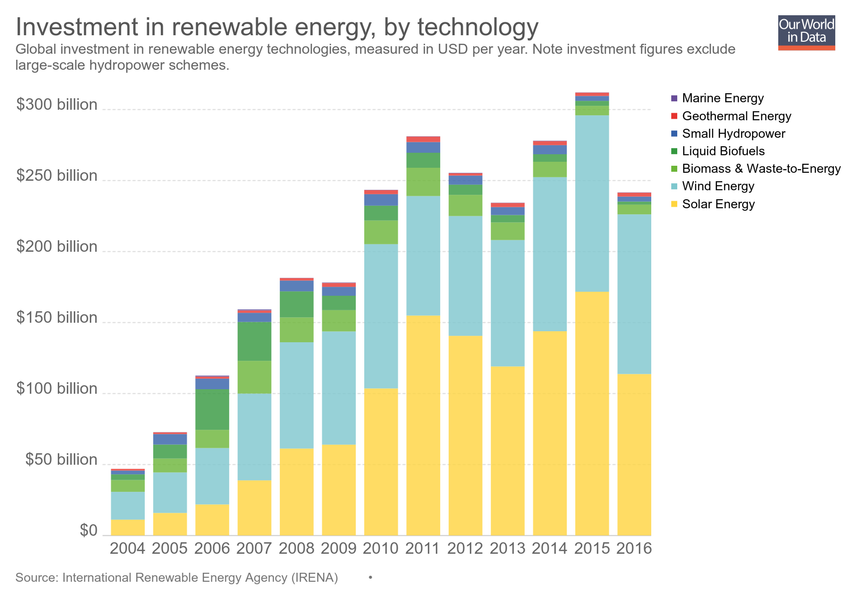 Investment in renewable energy, by technology
Our World
in Data
Global investment in renewable energy technologies, measured in USD per year. Note investment figures exclude
large-scale hydropower schemes.
$300 billion
$250 billion
$200 billion
$150 billion
$100 billion
$50 billion
$0
2004 2005 2006 2007 2008 2009 2010 2011 2012 2013 2014 2015 2016
Marine Energy
Geothermal Energy
Small Hydropower
Liquid Biofuels
Biomass & Waste-to-Energy
Wind Energy
Solar Energy
Source: International Renewable Energy Agency (IRENA) •